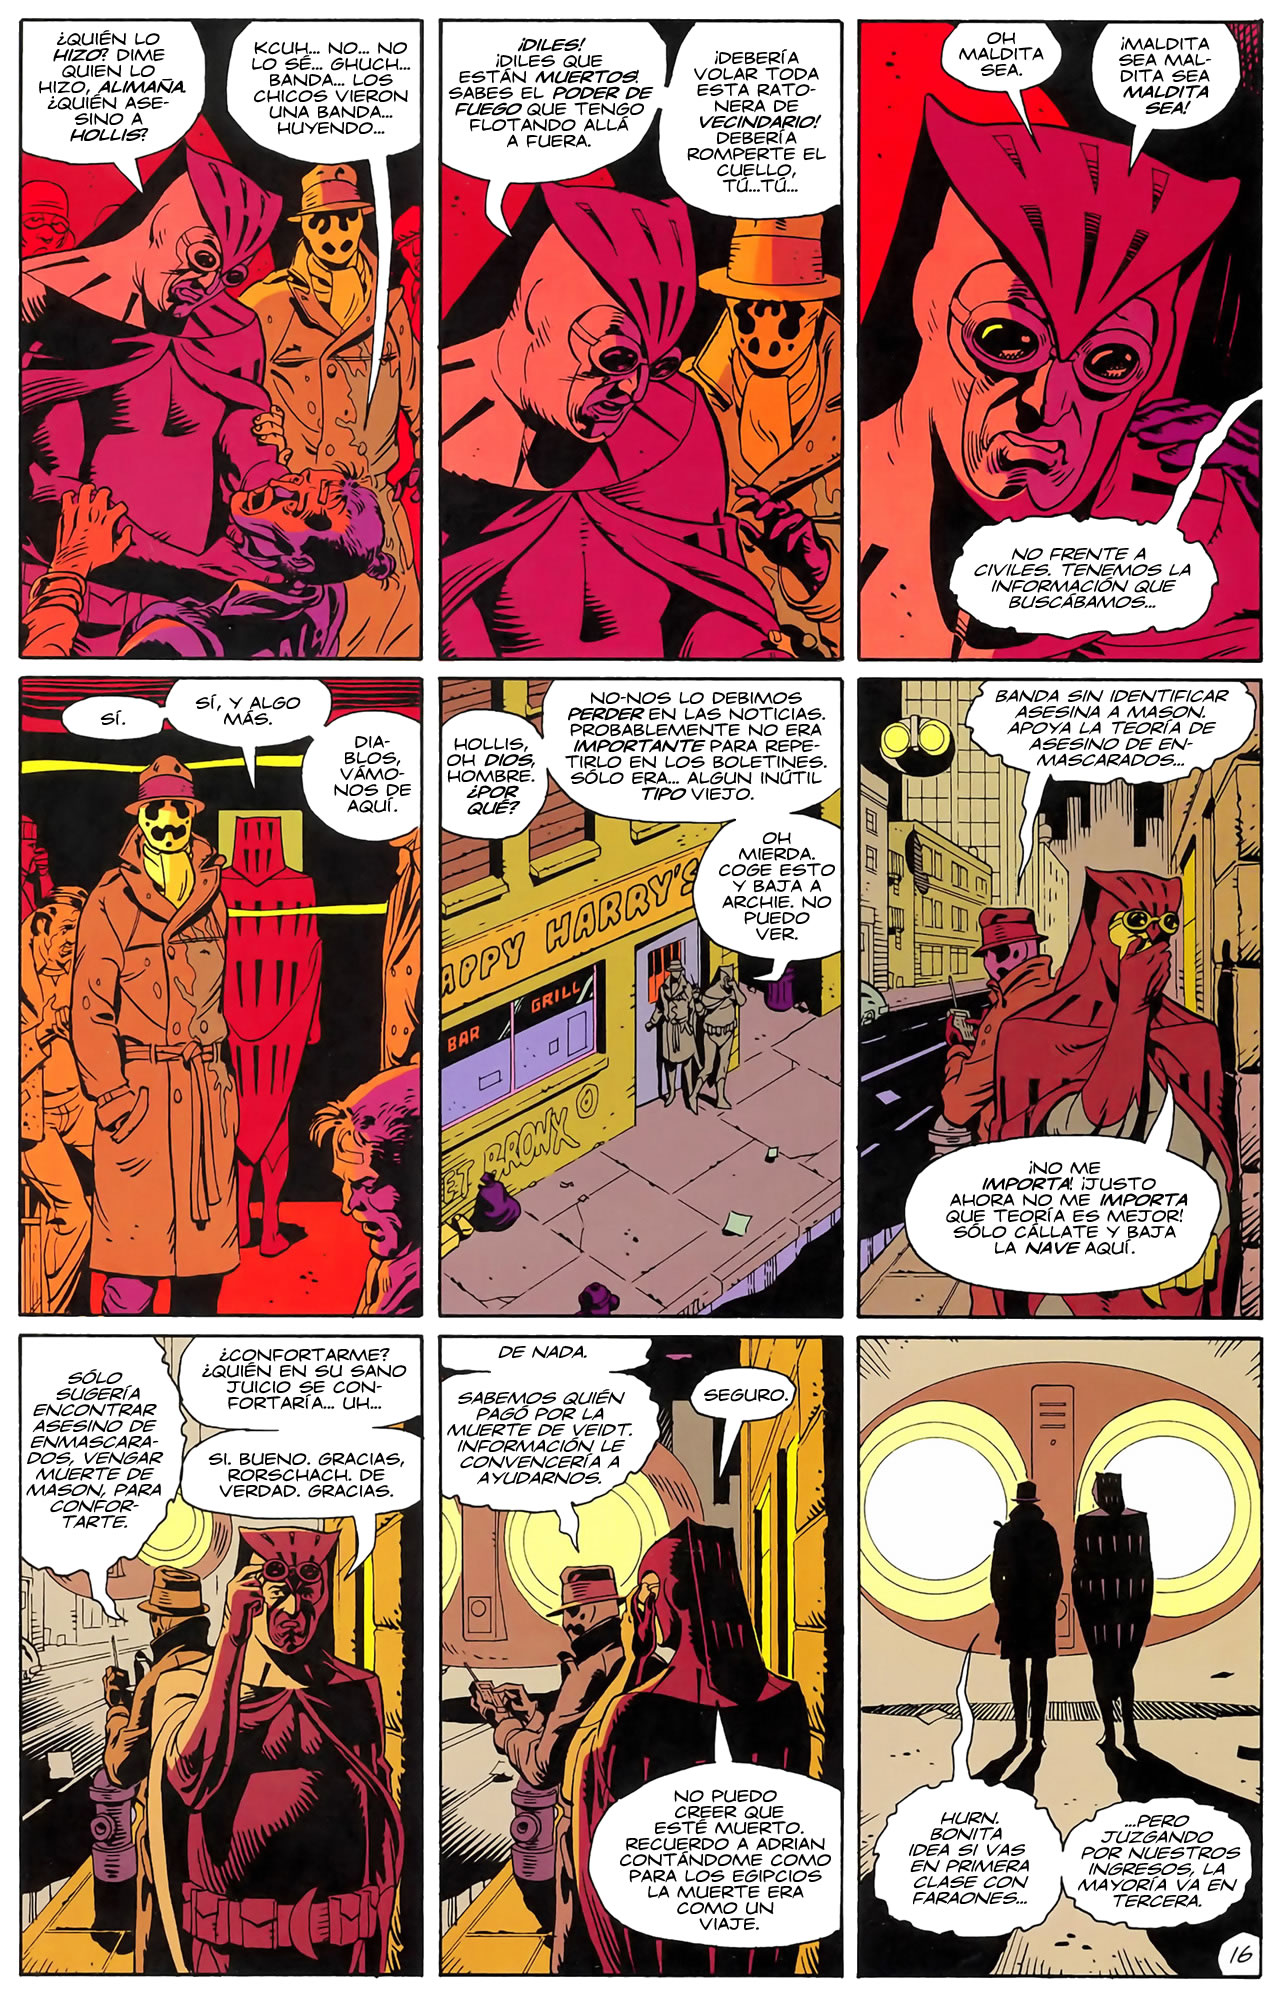 ¿QUIÉN LO
HIZO? DIME
QUIEN LO
HIZO, ALIMAÑA.
¿QUIÉN ASE-
SINO A
HOLLIS?
KCUH... NO... NO
LO SÉ... GHUCH...
BANDA... LOS
CHICOS VIERON
UNA BANDA...
HUYENDO...
¡DILES!
¡DILES QUE
ESTÁN MUERTOS.
SABES EL PODER DE
FUEGO QUE TENGO
FLOTANDO ALLÁ
A FUERA.
¡DEBERÍA
VOLAR TODA
ESTA RATO-
NERA DE
VECINDARIO!
DEBERÍA
ROMPERTE EL
CUELLO,
TÚ...TÚ...
OH
MALDITA
SEA.
¡MALDITA
SEA MAL-
DITA SEA
MALDITA
SEA!
NO FRENTE A
CIVILES. TENEMOS LA
INFORMACIÓN QUE
BUSCÁBAMOS...
SÍ.
SÍ, Y ALGO
MÁS.
DIA-
BLOS,
VÁMO-
NOS DE
AQUÍ.
HOLLIS,
OH DIOS,
HOMBRE.
¿POR
QUÉ?
NO-NOS LO DEBIMOS
PERDER EN LAS NOTICIAS.
PROBABLEMENTE NO ERA
IMPORTANTE PARA REPE-
TIRLO EN LOS BOLETINES.
SÓLO ERA... ALGUN INÚTIL
TIPO VIEJO.
OH
MIERDA.
COGE ESTO
Y BAJA A
ARCHIE. NO
PUEDO
VER.
APPY HARRY'S
BAR
GRILL
ET BRONX
BANDA SIN IDENTIFICAR
ASESINA A MASON.
APOYA LA TEORÍA DE
ASESINO DE EN-
MASCARADOS...
¡NO ME
IMPORTA! ¡JUSTO
AHORA NO ME IMPORTA
QUE TEORÍA ES MEJOR!
SÓLO CÁLLATE Y BAJA
LA NAVE AQUÍ.
SÓLO
SUGERÍA
ENCONTRAR
ASESINO DE
ENMASCARA-
DOS, VENGAR
MUERTE DE
MASON, PARA
CONFOR-
TARTE.
¿CONFORTARME?
¿QUIÉN EN SU SANO
JUICIO SE CON-
FORTARÍA... UH...
SI. BUENO. GRACIAS,
RORSCHACH. DE
VERDAD. GRACIAS.
DE NADA.
SABEMOS QUIÉN
PAGÓ POR LA
MUERTE DE VEIDT.
INFORMACIÓN LE
CONVENCERÍA A
AYUDARNOS.
SEGURO.
NO PUEDO
CREER QUE
ESTÉ MUERTO.
RECUERDO A ADRIAN
CONTÁNDOME COMO
PARA LOS EGIPCIOS
LA MUERTE ERA
COMO UN
VIAJE.
HURN.
BONITA
IDEA SI VAS
EN PRIMERA
CLASE CON
FARAONES...
...PERO
JUZGANDO
POR NUESTROS
INGRESOS, LA
MAYORÍA VA EN
TERCERA.
16